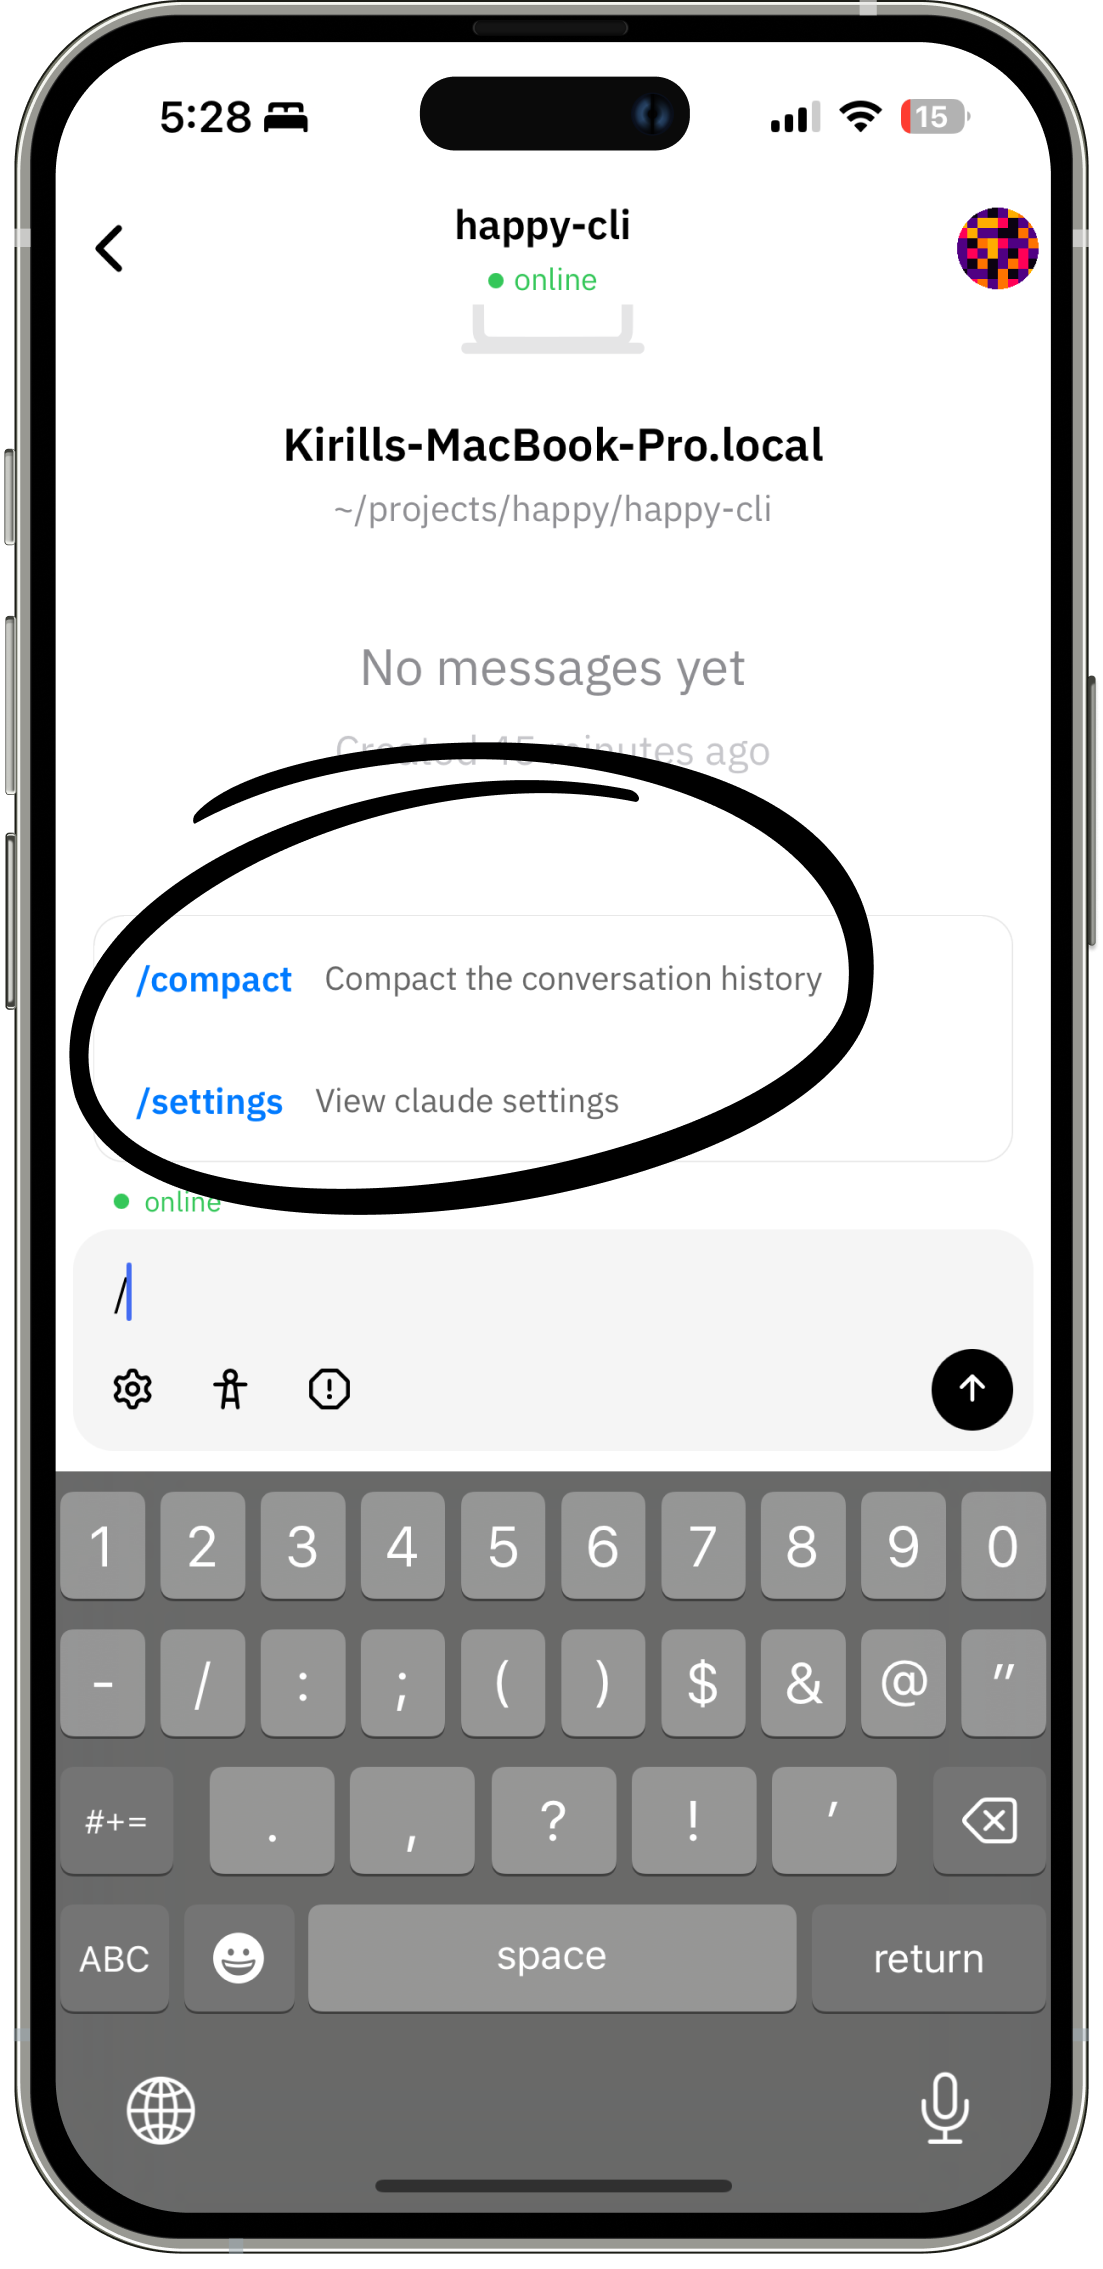 5:28
15
happy-cli
online
Kirills-MacBook-Pro.local
~/projects/happy/happy-cli
No messages yet
Created 45 minutes ago
/compact Compact the conversation history
/settings View claude settings
online
/
1 2 3 4 5 6 7 8 9 0
- / : ; ( ) $ & @ "
#+= . , ? ! '
ABC space return